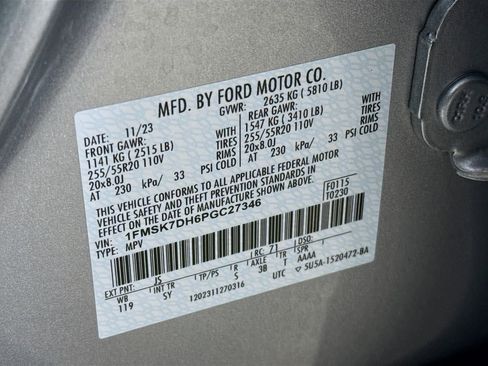 MFD. BY FORD MOTOR CO.
DATE: 11/23 GVWR: 2635 KG ( 5810 LB)
FRONT GAWR: REAR GAWR:
1141 KG ( 2515 LB) WITH 1547 KG ( 3410 LB) WITH
255/55R20 110V TIRES 255/55R20 110V TIRES
20x8.0J RIMS 20x8.0J RIMS
AT 230 kPa/ 33 PSI COLD AT 230 kPa/ 33 PSI COLD
THIS VEHICLE CONFORMS TO ALL APPLICABLE FEDERAL MOTOR
VEHICLE SAFETY AND THEFT PREVENTION STANDARDS IN
EFFECT ON THE DATE OF MANUFACTURE SHOWN ABOVE.
VIN: 1FMSK7DH6PGC27346 F0115
TYPE: MPV T0230
EXT PNT: JS RC: 71 DSO:
WB INT TR TP/PS R AXLE TR SPR
119 SY S 3B T AAAA
1202311270316 UTC 5U5A-1520472-BA